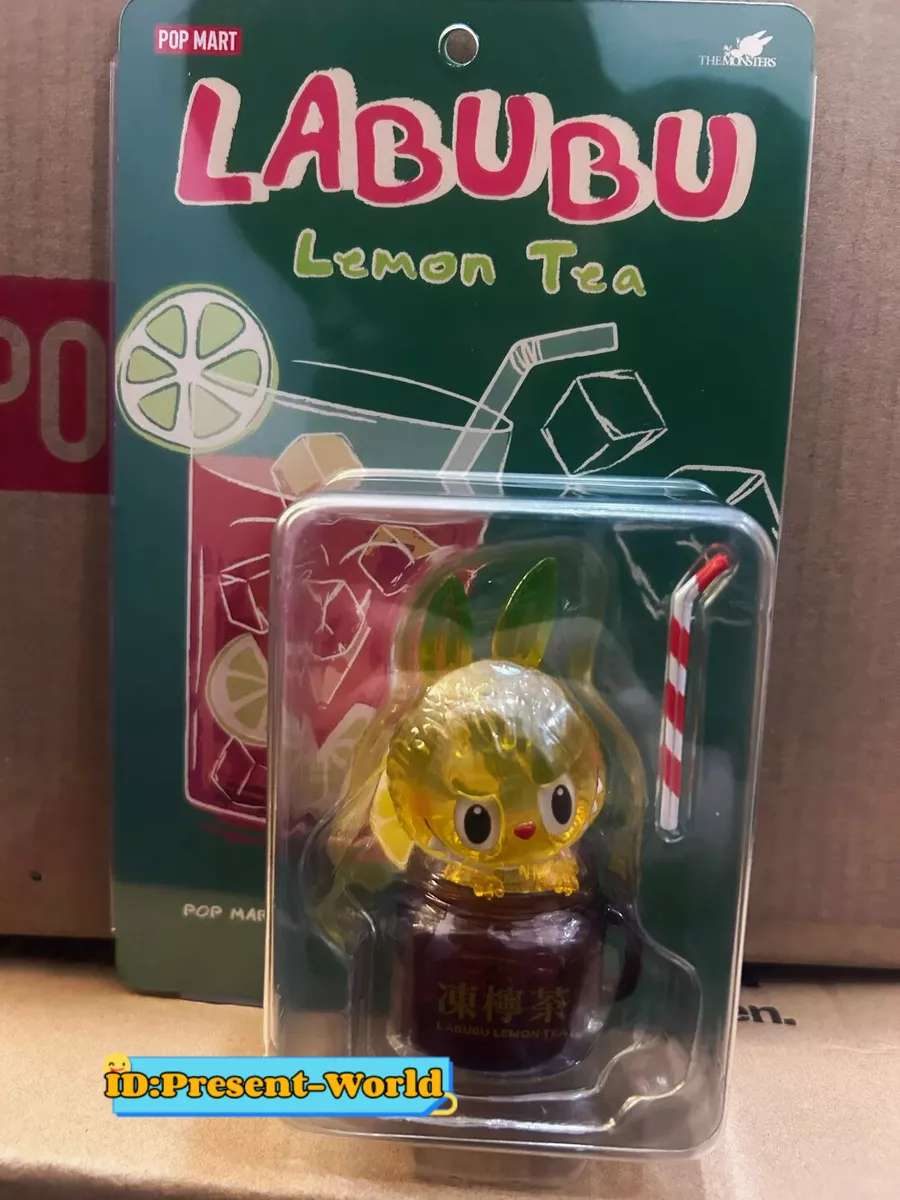 POP MART
THE MONSTERS
LABUBU
Lemon Tea
PO
POP MAR
凍檸茶
LABUBU LEMON TEA
en.
ID:Present-World